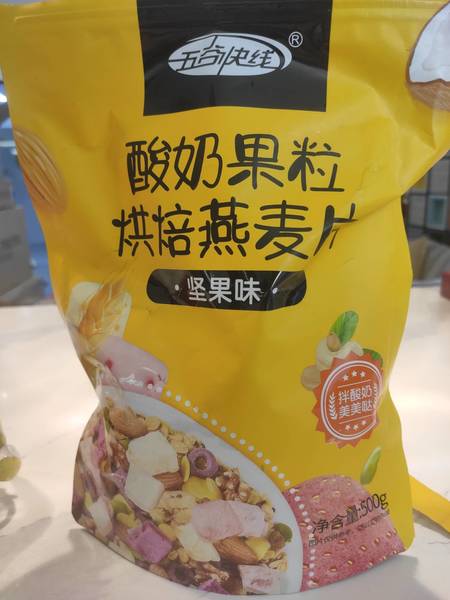 五谷快线®
酸奶果粒
烘焙燕麦片
·坚果味·
拌酸奶
美美哒
净含量:500g